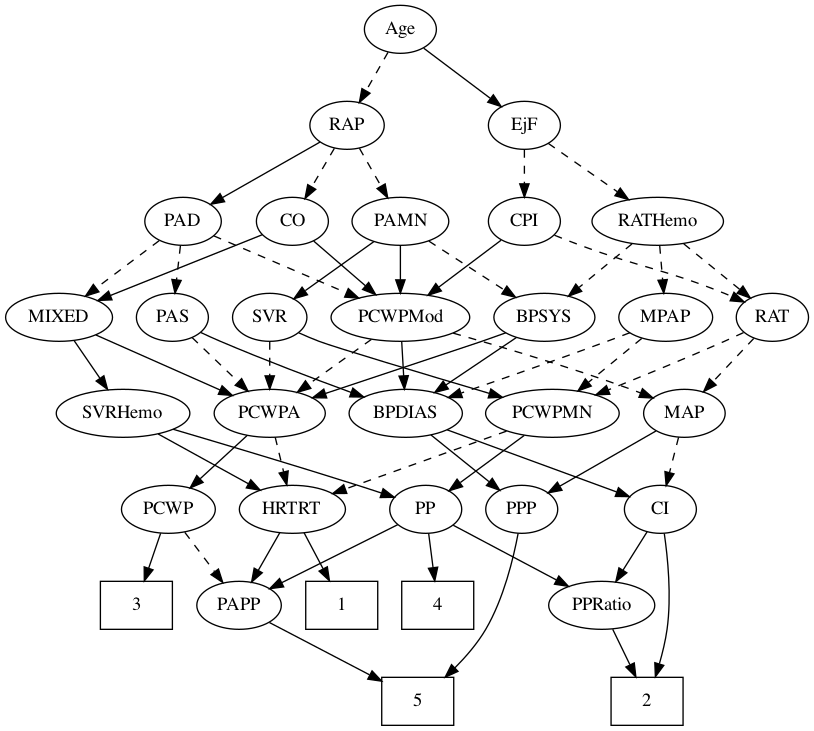 Age
RAP
EjF
PAD
CO
PAMN
CPI
RATHemo
MIXED
PAS
SVR
PCWPMod
BPSYS
MPAP
RAT
SVRHemo
PCWPA
BPDIAS
PCWPMN
MAP
PCWP
HRTRT
PP
PPP
CI
3
PAPP
1
4
PPRatio
5
2